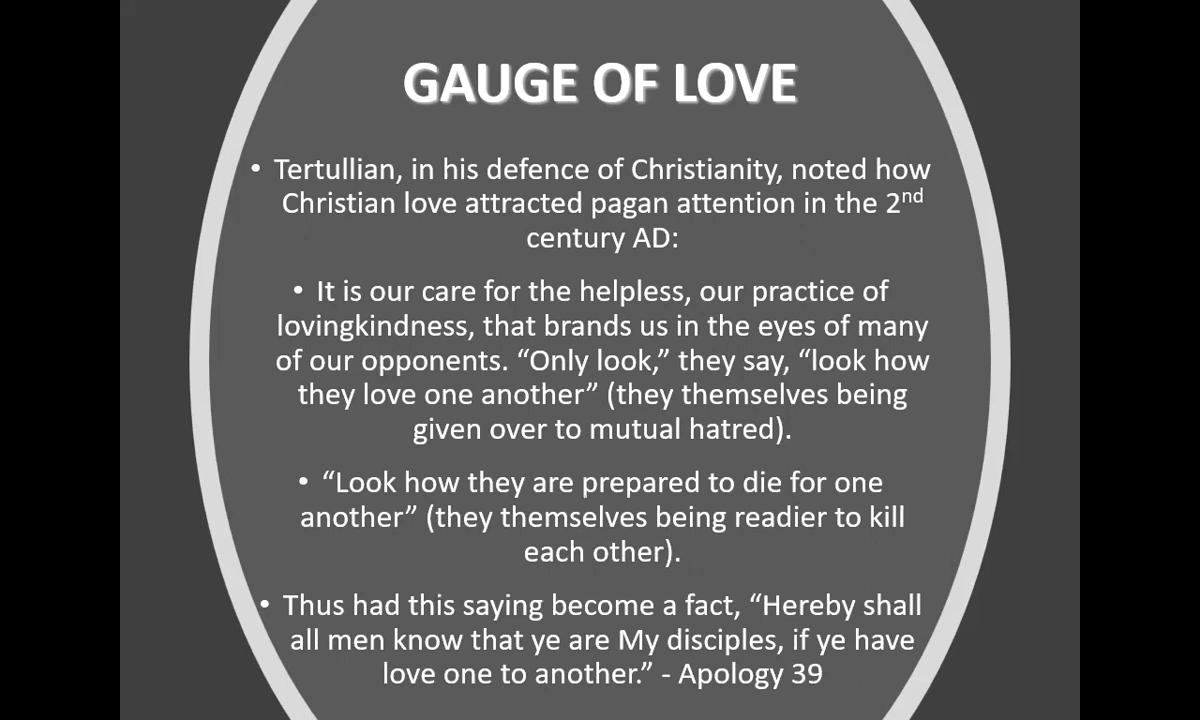 GAUGE OF LOVE
• Tertullian, in his defence of Christianity, noted how
Christian love attracted pagan attention in the 2nd
century AD:
• It is our care for the helpless, our practice of
lovingkindness, that brands us in the eyes of many
of our opponents. “Only look,” they say, “look how
they love one another” (they themselves being
given over to mutual hatred).
• “Look how they are prepared to die for one
another” (they themselves being readier to kill
each other).
• Thus had this saying become a fact, “Hereby shall
all men know that ye are My disciples, if ye have
love one to another.” - Apology 39